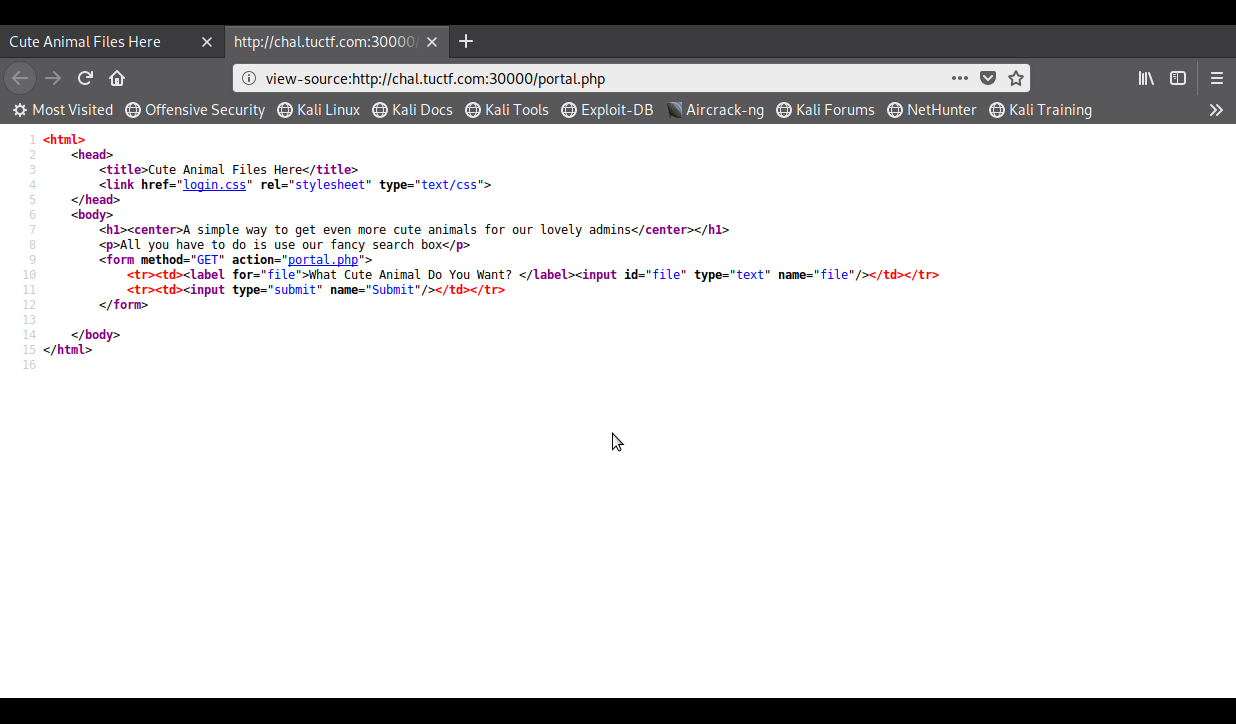 Cute Animal Files Here
http://chal.tuctf.com:30000/
view-source:http://chal.tuctf.com:30000/portal.php
Most Visited Offensive Security Kali Linux Kali Docs Kali Tools Exploit-DB Aircrack-ng Kali Forums NetHunter Kali Training
1 <html>
2 <head>
3 <title>Cute Animal Files Here</title>
4 <link href="login.css" rel="stylesheet" type="text/css">
5 </head>
6 <body>
7 <h1><center>A simple way to get even more cute animals for our lovely admins</center></h1>
8 <p>All you have to do is use our fancy search box</p>
9 <form method="GET" action="portal.php">
10 <tr><td><label for="file">What Cute Animal Do You Want? </label><input id="file" type="text" name="file"/></td></tr>
11 <tr><td><input type="submit" name="Submit"/></td></tr>
12 </form>
13
14 </body>
15 </html>
16